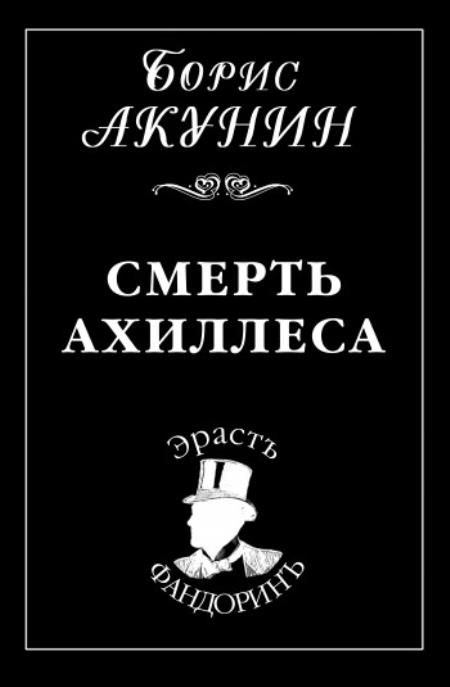 Борис
АКУНИН
СМЕРТЬ
АХИЛЛЕСА
Эрастъ
ФАНДОРИНЪ